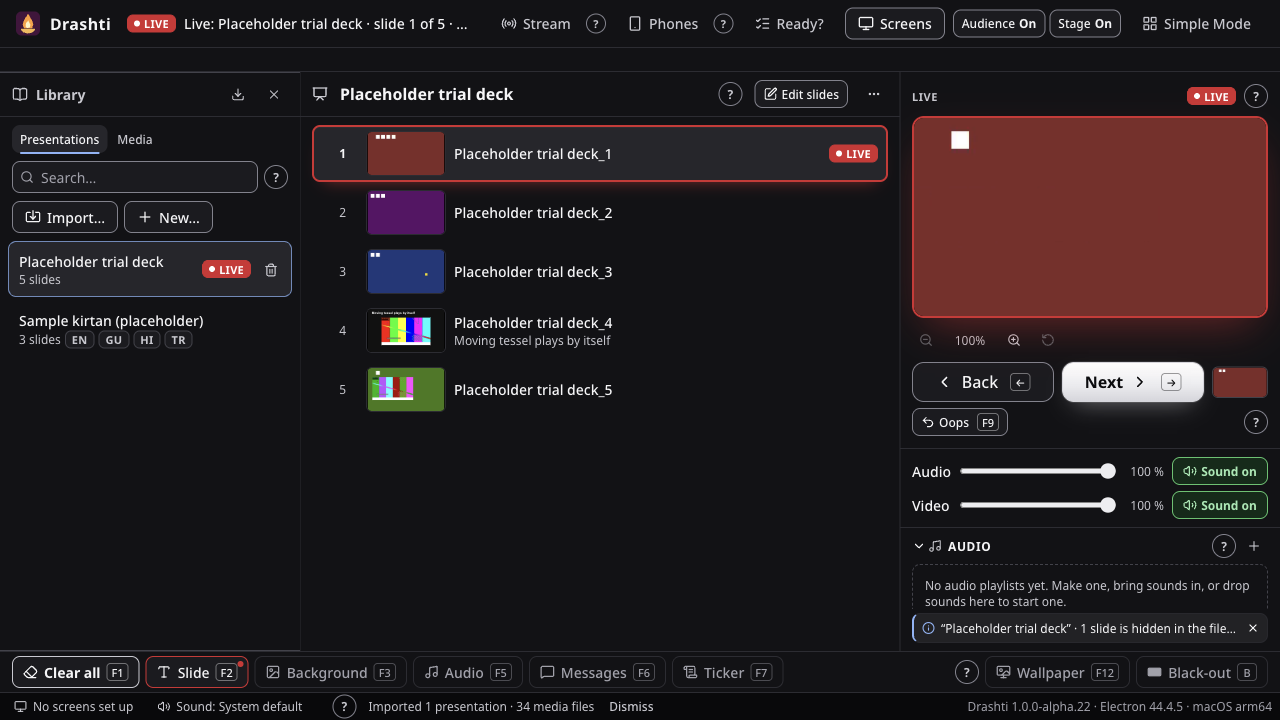 Drashti
LIVE
Live: Placeholder trial deck · slide 1 of 5 · ...
Stream
?
Phones
?
Ready?
Screens
Audience On
Stage On
Simple Mode
Library
Presentations
Media
Search...
?
Import...
New...
Placeholder trial deck
5 slides
LIVE
Sample kirtan (placeholder)
3 slides EN GU HI TR
Placeholder trial deck
?
Edit slides
...
1
Placeholder trial deck_1
LIVE
2
Placeholder trial deck_2
3
Placeholder trial deck_3
4
Moving tessel plays by itself
Placeholder trial deck_4
Moving tessel plays by itself
5
Placeholder trial deck_5
LIVE
LIVE
?
100%
Back
Next
Oops F9
?
Audio
100 %
Sound on
Video
100 %
Sound on
AUDIO
?
No audio playlists yet. Make one, bring sounds in, or drop
sounds here to start one.
“Placeholder trial deck” · 1 slide is hidden in the file...
Clear all F1
Slide F2
Background F3
Audio F5
Messages F6
Ticker F7
?
Wallpaper F12
Black-out B
No screens set up
Sound: System default
?
Imported 1 presentation · 34 media files
Dismiss
Drashti 1.0.0-alpha.22 · Electron 44.4.5 · macOS arm64